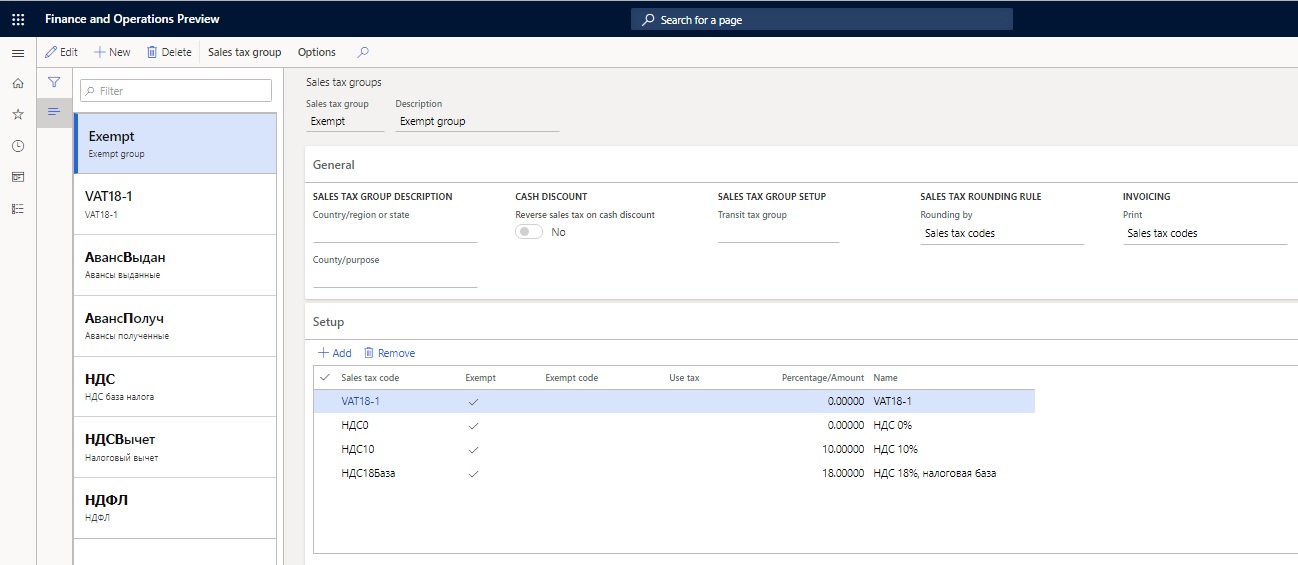 Finance and Operations Preview
Search for a page
Edit New Delete Sales tax group Options
Filter
Exempt
Exempt group
VAT18-1
VAT18-1
АвансВыдан
Авансы выданные
АвансПолуч
Авансы полученные
НДС
НДС база налога
НДСВычет
Налоговый вычет
НДФЛ
НДФЛ
Sales tax groups
Sales tax group Description
Exempt Exempt group
General
SALES TAX GROUP DESCRIPTION CASH DISCOUNT SALES TAX GROUP SETUP SALES TAX ROUNDING RULE INVOICING
Country/region or state Reverse sales tax on cash discount Transit tax group Rounding by Print
No Sales tax codes Sales tax codes
County/purpose
Setup
Add Remove
Sales tax code Exempt Exempt code Use tax Percentage/Amount Name
VAT18-1 0.00000 VAT18-1
НДС0 0.00000 НДС 0%
НДС10 10.00000 НДС 10%
НДС18База 18.00000 НДС 18%, налоговая база